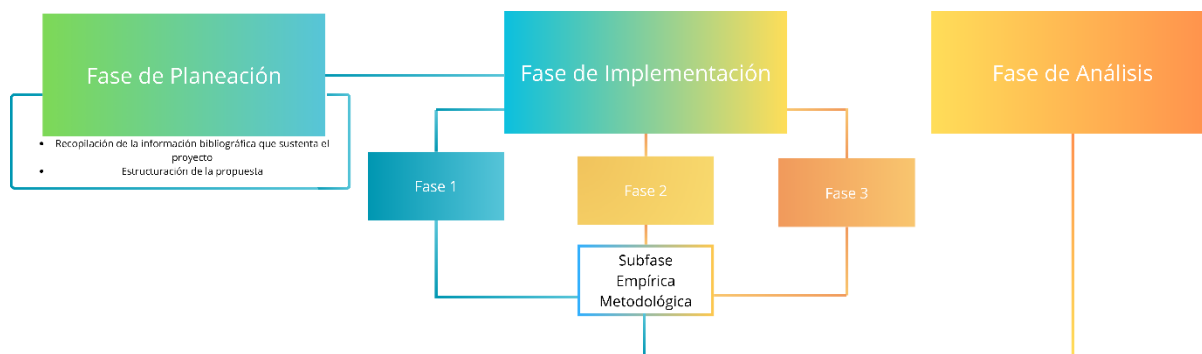 Fase de Planeación
Recopilación de la información bibliográfica que sustenta el
proyecto
Estructuración de la propuesta
Fase de Implementación
Fase 1
Fase 2
Fase 3
Subfase
Empírica
Metodológica
Fase de Análisis